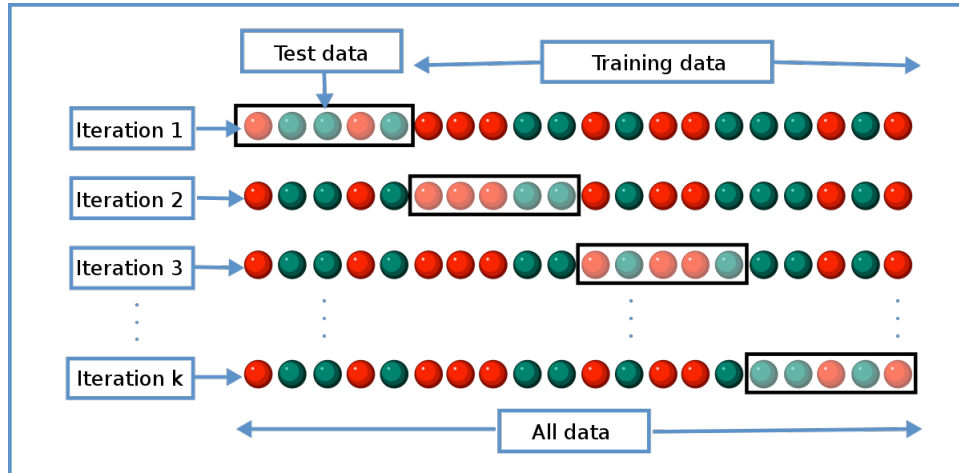 Test data
Training data
Iteration 1
Iteration 2
Iteration 3
Iteration k
All data